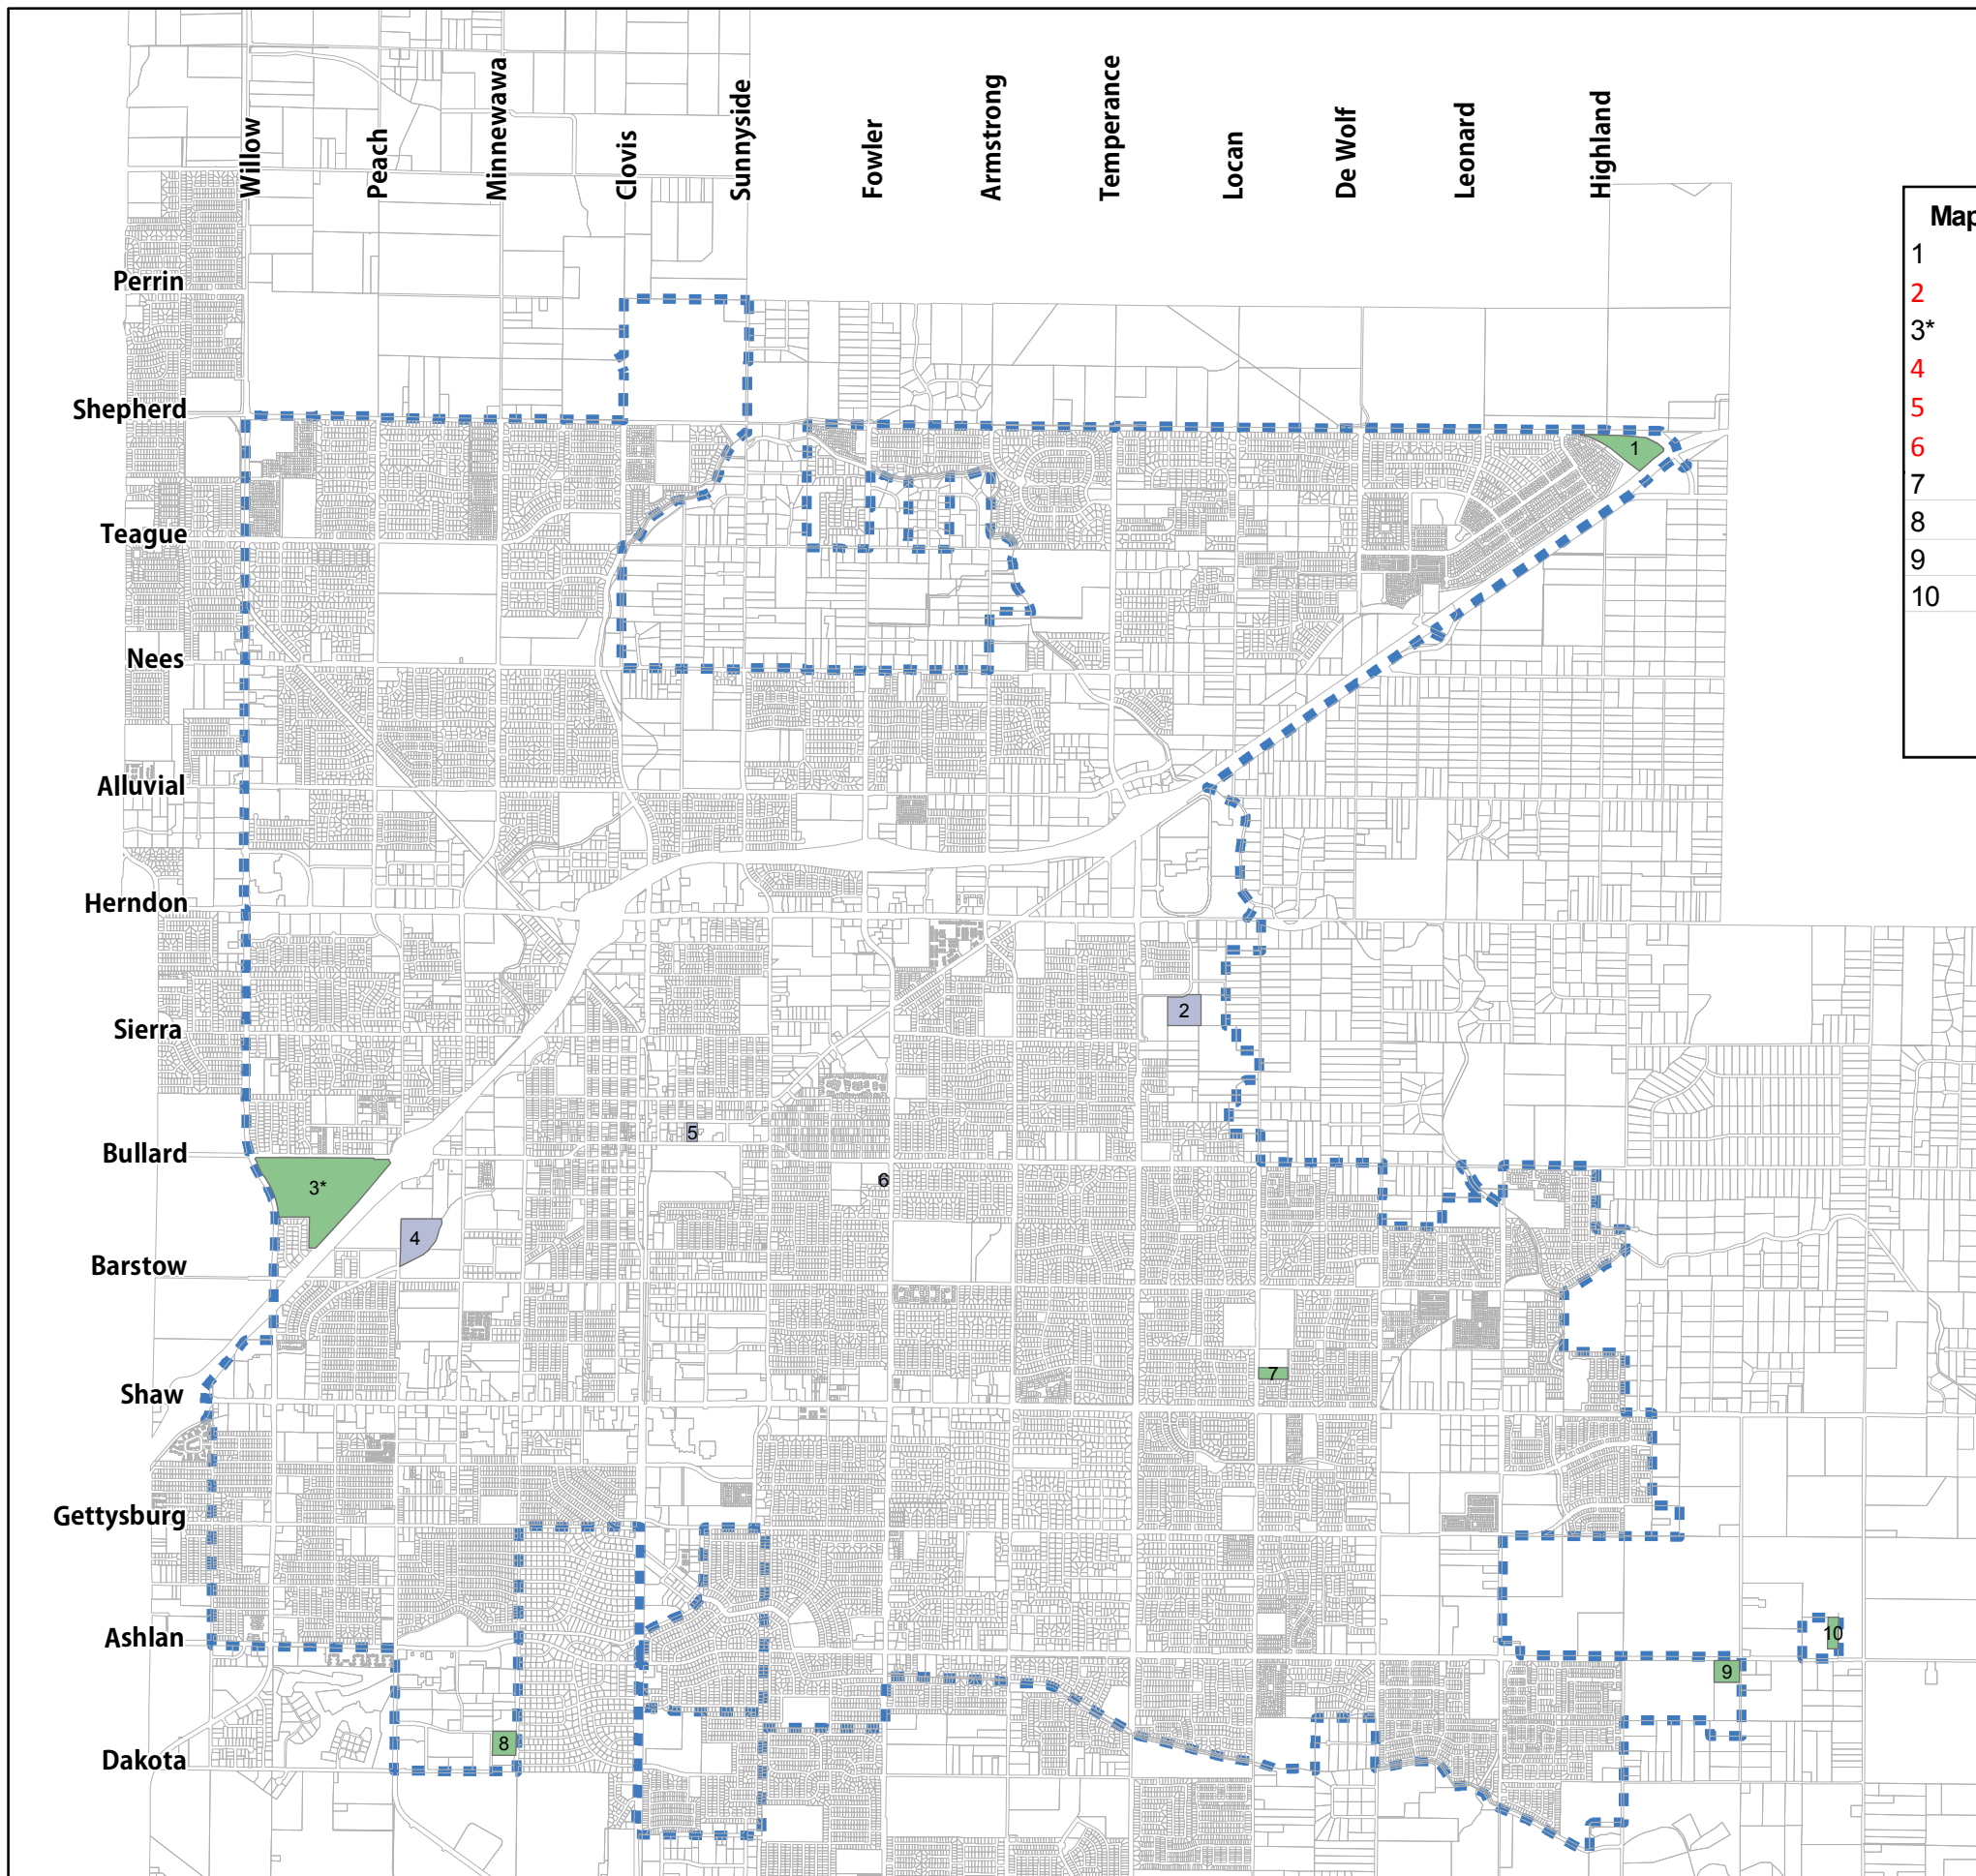 Willow
Peach
Minnewawa
Clovis
Sunnyside
Fowler
Armstrong
Temperance
Locan
De Wolf
Leonard
Highland
Map
1
2
3*
4
5
6
7
8
9
10
Perrin
Shepherd
1
Teague
Nees
Alluvial
Herndon
2
Sierra
5
Bullard
6
3*
4
Barstow
7
Shaw
Gettysburg
Ashlan
10
9
8
Dakota